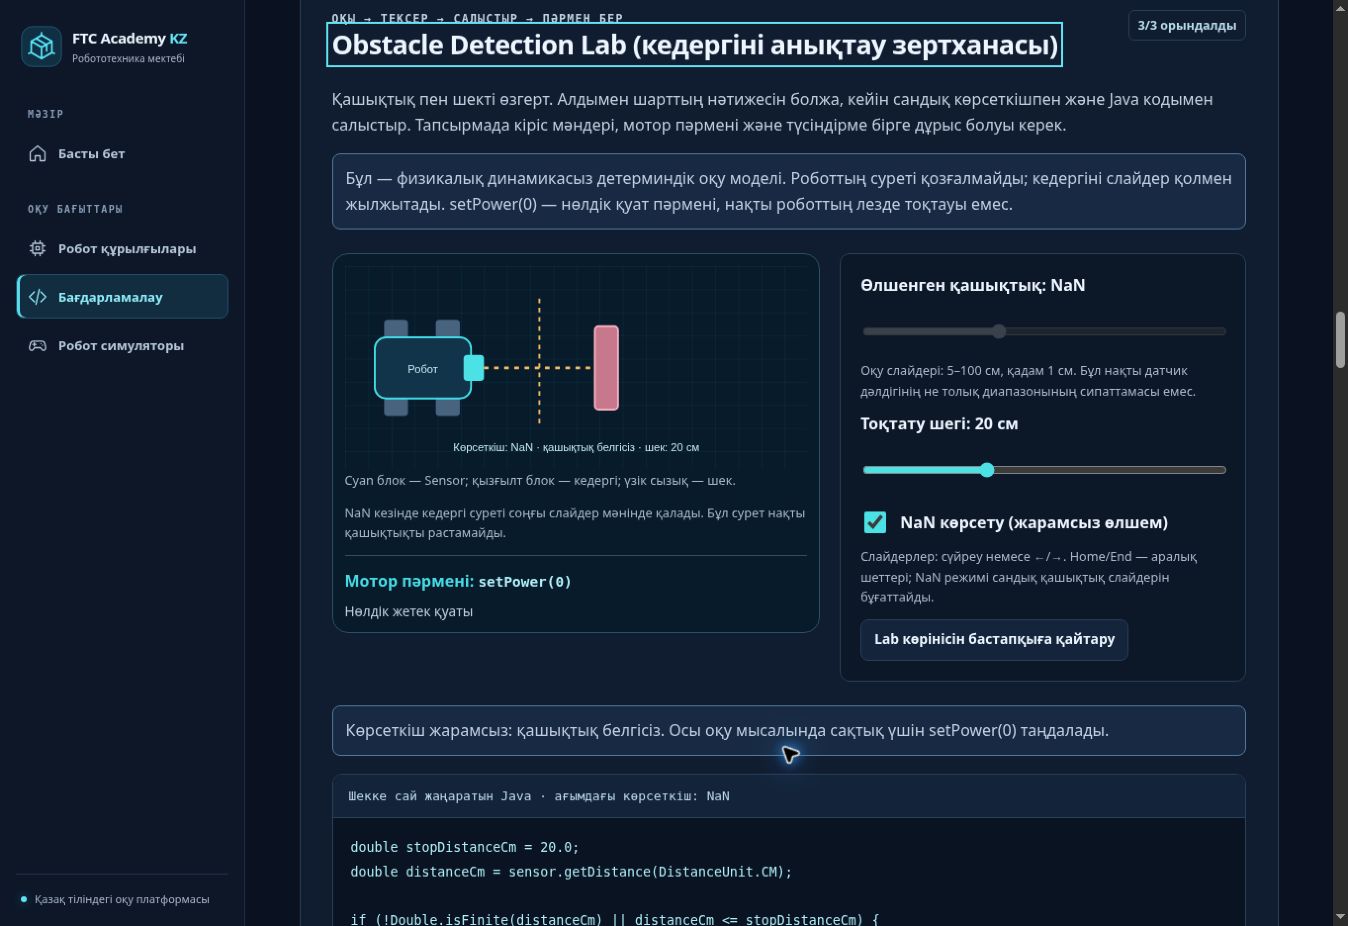 FTC Academy KZ
Робототехника мектебі
МӘЗІР
Басты бет
ОҚУ БАҒЫТТАРЫ
Робот құрылғылары
Бағдарламалау
Робот симуляторы
Қазақ тіліндегі оқу платформасы
ОҚЫ → ТЕКСЕР → САЛЫСТЫР → ПӘРМЕН БЕР
Obstacle Detection Lab (кедергіні анықтау зертханасы)
3/3 орындалды
Қашықтық пен шекті өзгерт. Алдымен шарттың нәтижесін болжа, кейін сандық көрсеткішпен және Java кодымен
салыстыр. Тапсырмада кіріс мәндері, мотор пәрмені және түсіндірме бірге дұрыс болуы керек.
Бұл — физикалық динамикасыз детерминдік оқу моделі. Роботтың суреті қозғалмайды; кедергіні слайдер қолмен
жылжытады. setPower(0) — нөлдік қуат пәрмені, нақты роботтың лезде тоқтауы емес.
Робот
Көрсеткіш: NaN · қашықтық белгісіз · шек: 20 см
Cyan блок — Sensor; қызғылт блок — кедергі; үзік сызық — шек.
NaN кезінде кедергі суреті соңғы слайдер мәнінде қалады. Бұл сурет нақты
қашықтықты растамайды.
Мотор пәрмені: setPower(0)
Нөлдік жетек қуаты
Өлшенген қашықтық: NaN
Оқу слайдері: 5–100 см, қадам 1 см. Бұл нақты датчик
дәлдігінің не толық диапазонының сипаттамасы емес.
Тоқтату шегі: 20 см
NaN көрсету (жарамсыз өлшем)
Слайдерлер: сүйреу немесе ←/→. Home/End — аралық
шеттері; NaN режимі сандық қашықтық слайдерін
бұғаттайды.
Lab көрінісін бастапқыға қайтару
Көрсеткіш жарамсыз: қашықтық белгісіз. Осы оқу мысалында сақтық үшін setPower(0) таңдалады.
Шекке сай жаңаратын Java · ағымдағы көрсеткіш: NaN
double stopDistanceCm = 20.0;
double distanceCm = sensor.getDistance(DistanceUnit.CM);
if (!Double.isFinite(distanceCm) || distanceCm <= stopDistanceCm) {